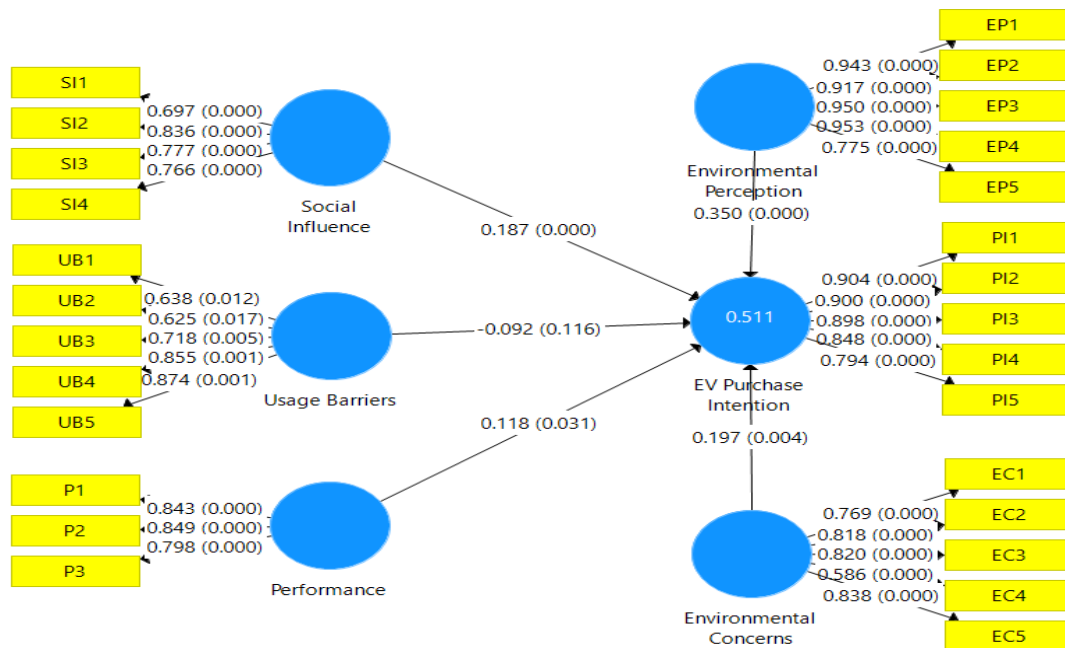 SI1
SI2
SI3
SI4
0.697 (0.000)
0.836 (0.000)
0.777 (0.000)
0.766 (0.000)
Social
Influence
UB1
UB2
UB3
UB4
UB5
0.638 (0.012)
0.625 (0.017)
0.718 (0.005)
0.855 (0.001)
0.874 (0.001)
Usage Barriers
P1
P2
P3
0.843 (0.000)
0.849 (0.000)
0.798 (0.000)
Performance
0.187 (0.000)
-0.092 (0.116)
0.118 (0.031)
EP1
EP2
EP3
EP4
EP5
0.943 (0.000)
0.917 (0.000)
0.950 (0.000)
0.953 (0.000)
0.775 (0.000)
Environmental
Perception
0.350 (0.000)
PI1
PI2
PI3
PI4
PI5
0.904 (0.000)
0.900 (0.000)
0.898 (0.000)
0.848 (0.000)
0.794 (0.000)
0.511
EV Purchase
Intention
0.197 (0.004)
EC1
EC2
EC3
EC4
EC5
0.769 (0.000)
0.818 (0.000)
0.820 (0.000)
0.586 (0.000)
0.838 (0.000)
Environmental
Concerns